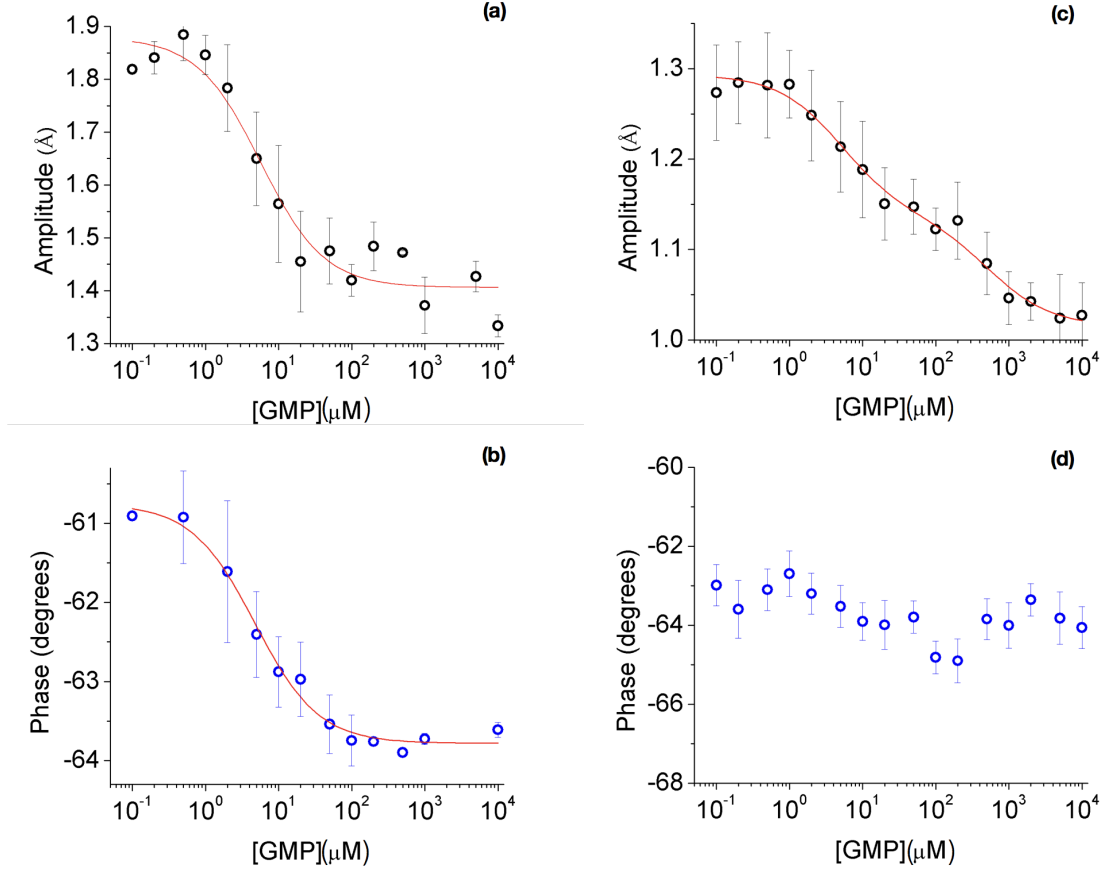 (a)
1.9
1.8
1.7
1.6
1.5
1.4
1.3
Amplitude (Å)
10⁻¹ 10⁰ 10¹ 10² 10³ 10⁴
[GMP](μM)
(c)
1.3
1.2
1.1
1.0
Amplitude (Å)
10⁻¹ 10⁰ 10¹ 10² 10³ 10⁴
[GMP](μM)
(b)
-61
-62
-63
-64
Phase (degrees)
10⁻¹ 10⁰ 10¹ 10² 10³ 10⁴
[GMP](μM)
(d)
-60
-62
-64
-66
-68
Phase (degrees)
10⁻¹ 10⁰ 10¹ 10² 10³ 10⁴
[GMP](μM)